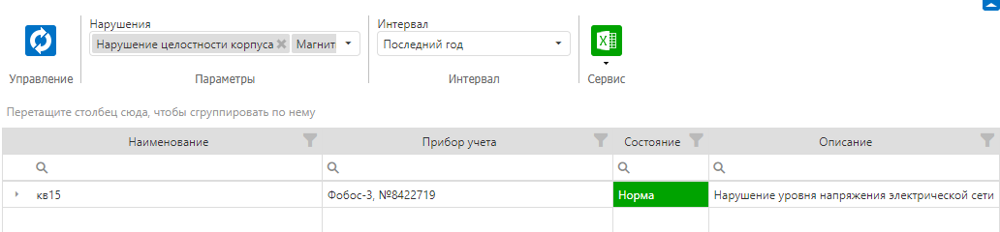 Нарушения
Интервал
Нарушение целостности корпуса Магнит
Последний год
Управление
Параметры
Интервал
Сервис
Перетащите столбец сюда, чтобы сгруппировать по нему
Наименование Прибор учета Состояние Описание
кв15 Фобос-3, №8422719 Норма Нарушение уровня напряжения электрической сети